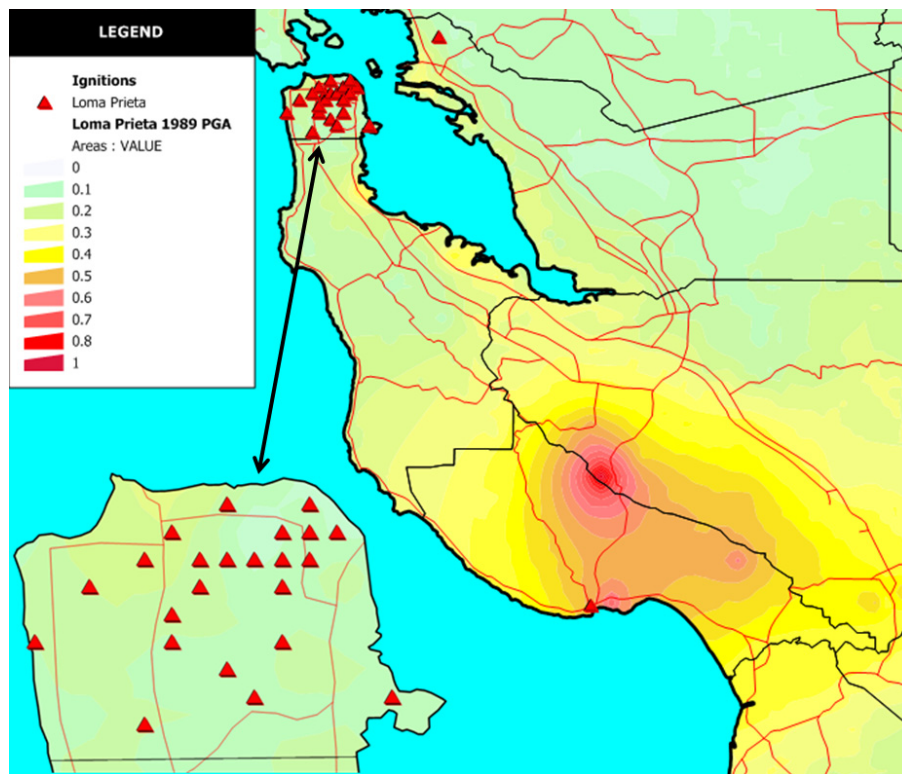 LEGEND
Ignitions
Loma Prieta
Loma Prieta 1989 PGA
Areas : VALUE
0
0.1
0.2
0.3
0.4
0.5
0.6
0.7
0.8
1